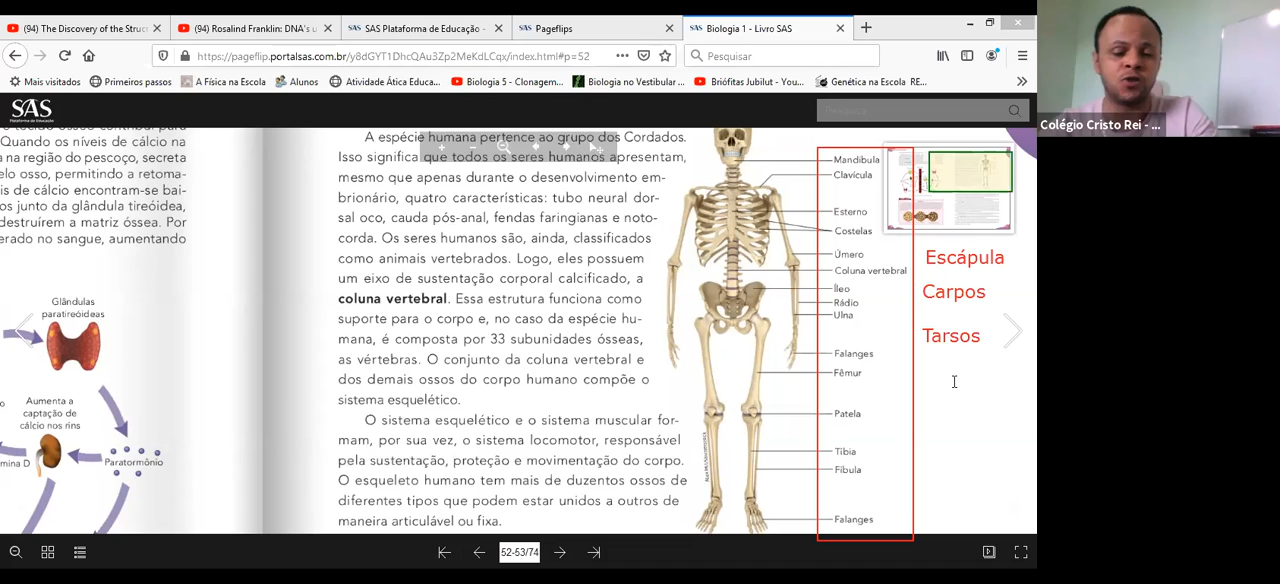 (94) The Discovery of the Struc
(94) Rosalind Franklin: DNA's u
SAS Plataforma de Educação -
Pageflips
Biologia 1 - Livro SAS
https://pageflip.portalsas.com.br/y8dGYT1DhcQAu3Zp2MeKdLCqx/index.html#p=52
Pesquisar
Mais visitados
Primeiros passos
A Física na Escola
Alunos
Atividade Ática Educa...
Biologia 5 - Clonagem...
Biologia no Vestibular ...
Briófitas Jubilut - You...
Genética na Escola RE...
SAS
Plataforma de Educação
Colégio Cristo Rei - ...
o tecido ósseo contribui para
Quando os níveis de cálcio na
na região do pescoço, secreta
elo osso, permitindo a retoma-
is de cálcio encontram-se bai-
os junto da glândula tireóidea,
destruírem a matriz óssea. Por
erado no sangue, aumentando
Glândulas
paratireóideas
Aumenta a
captação de
cálcio nos rins
mina D
Paratormônio
A espécie humana pertence ao grupo dos Cordados.
Isso significa que todos os seres humanos apresentam,
mesmo que apenas durante o desenvolvimento em-
brionário, quatro características: tubo neural dor-
sal oco, cauda pós-anal, fendas faringianas e noto-
corda. Os seres humanos são, ainda, classificados
como animais vertebrados. Logo, eles possuem
um eixo de sustentação corporal calcificado, a
coluna vertebral. Essa estrutura funciona como
suporte para o corpo e, no caso da espécie hu-
mana, é composta por 33 subunidades ósseas,
as vértebras. O conjunto da coluna vertebral e
dos demais ossos do corpo humano compõe o
sistema esquelético.
O sistema esquelético e o sistema muscular for-
mam, por sua vez, o sistema locomotor, responsável
pela sustentação, proteção e movimentação do corpo.
O esqueleto humano tem mais de duzentos ossos de
diferentes tipos que podem estar unidos a outros de
maneira articulável ou fixa.
Mandíbula
Clavícula
Esterno
Costelas
Úmero
Coluna vertebral
Íleo
Rádio
Ulna
Falanges
Fêmur
Patela
Tíbia
Fíbula
Falanges
Escápula
Carpos
Tarsos
52-53/74